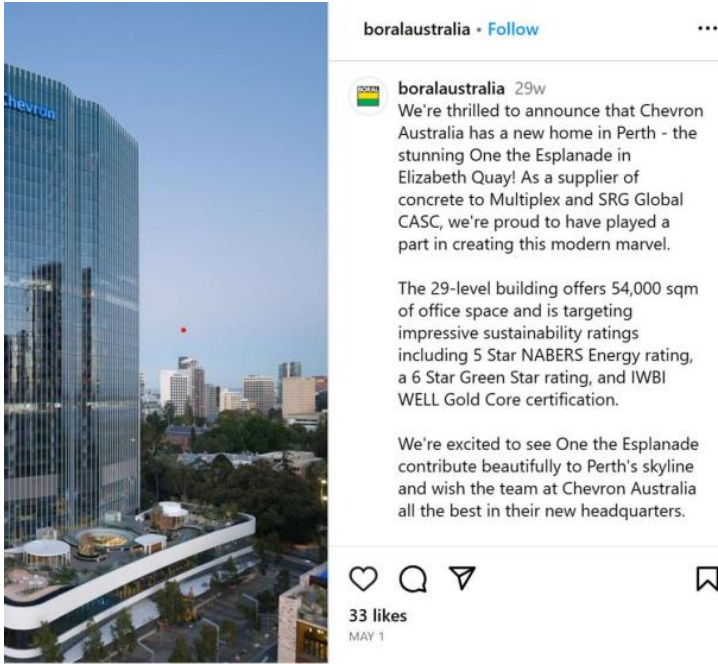 Chevron
boralaustralia • Follow
BORAL
boralaustralia 29w
We're thrilled to announce that Chevron
Australia has a new home in Perth - the
stunning One the Esplanade in
Elizabeth Quay! As a supplier of
concrete to Multiplex and SRG Global
CASC, we're proud to have played a
part in creating this modern marvel.
The 29-level building offers 54,000 sqm
of office space and is targeting
impressive sustainability ratings
including 5 Star NABERS Energy rating,
a 6 Star Green Star rating, and IWBI
WELL Gold Core certification.
We're excited to see One the Esplanade
contribute beautifully to Perth's skyline
and wish the team at Chevron Australia
all the best in their new headquarters.
33 likes
MAY 1